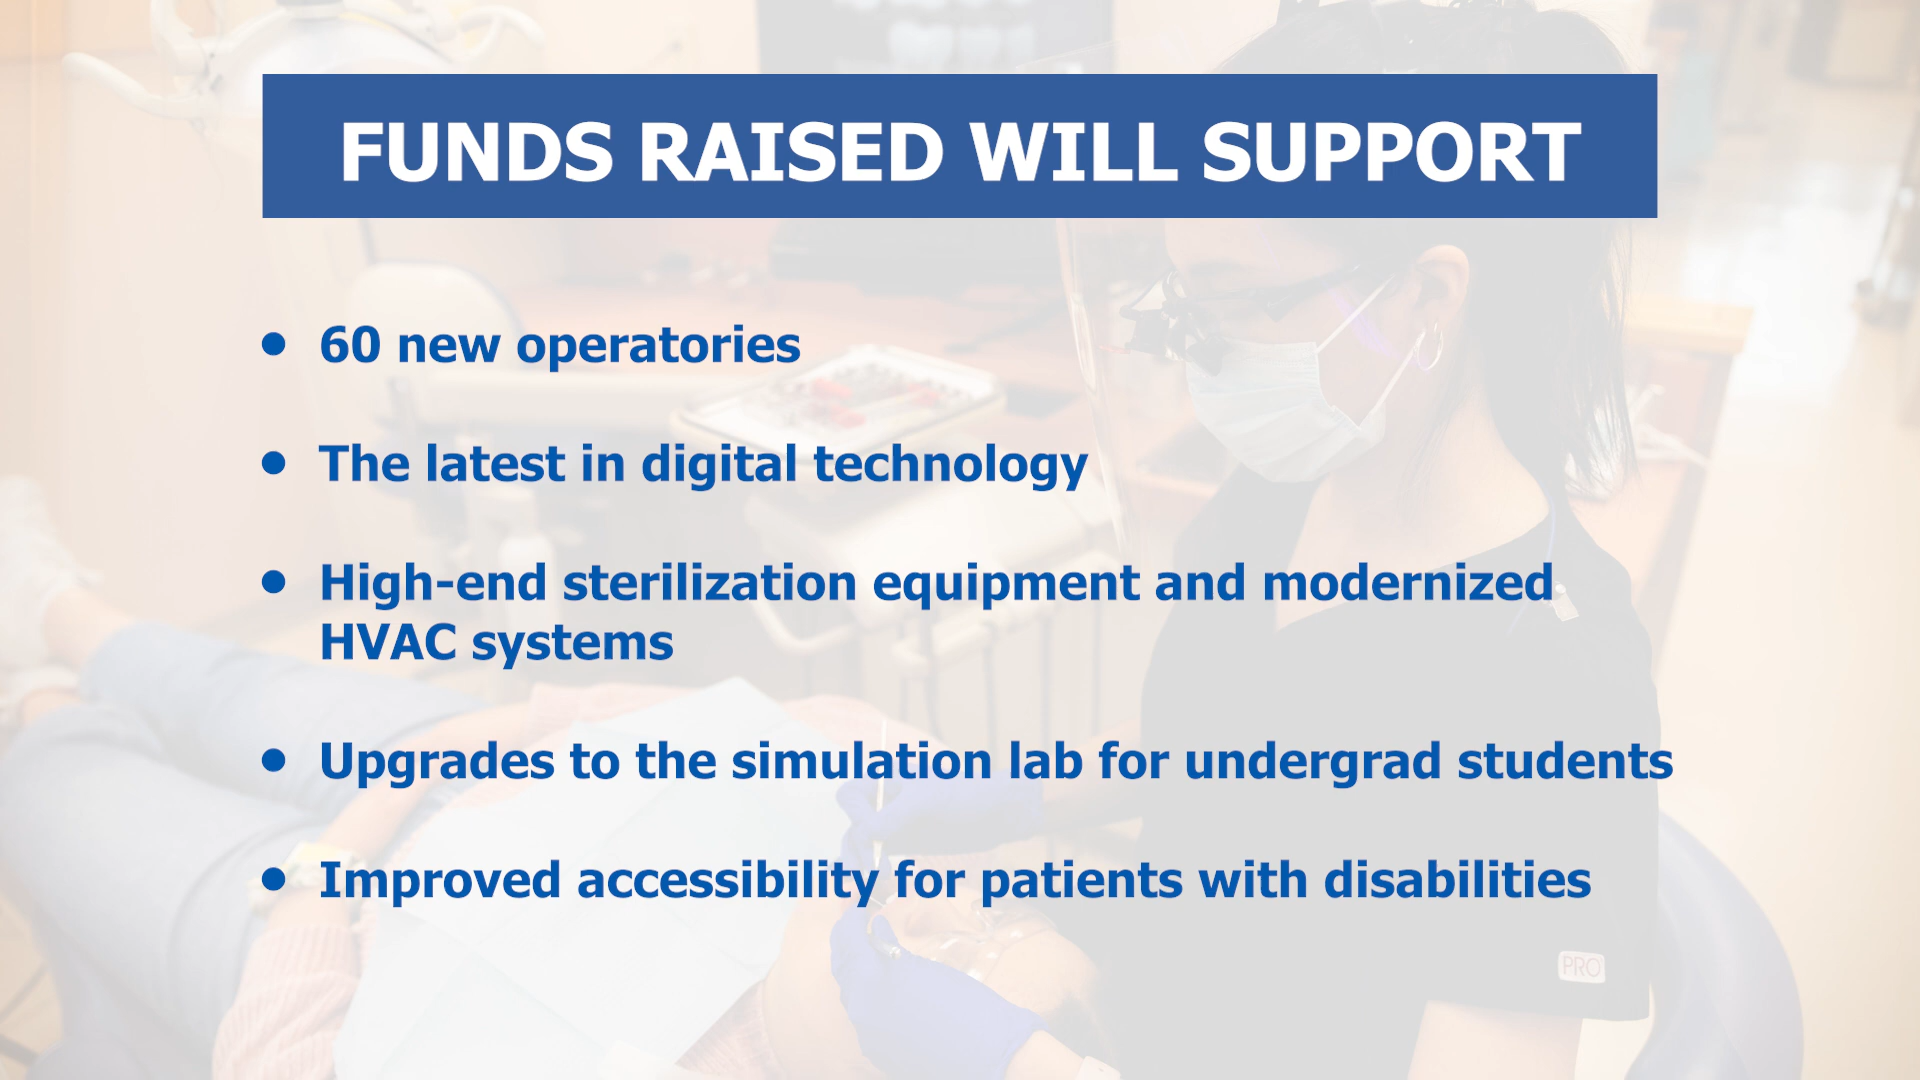 FUNDS RAISED WILL SUPPORT
• 60 new operatories
• The latest in digital technology
• High-end sterilization equipment and modernized
HVAC systems
• Upgrades to the simulation lab for undergrad students
• Improved accessibility for patients with disabilities
PRO